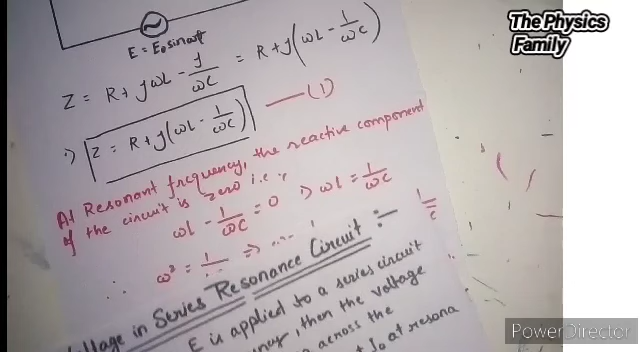 The Physics
Family
E = E₀sinωt
Z = R + jωL - j/ωC = R + j(ωL - 1/ωC)
∴) Z = R + j(ωL - 1/ωC) — (1)
At Resonant frequency, the reactive component
of the circuit is zero i.e.,
ωL - 1/ωC = 0 ⇒ ωL = 1/ωC
∴ ω² = 1/ ⇒
1/C
Voltage in Series Resonance Circuit :-
E is applied to a series circuit
then the voltage
across the
I₀ at
PowerDirector